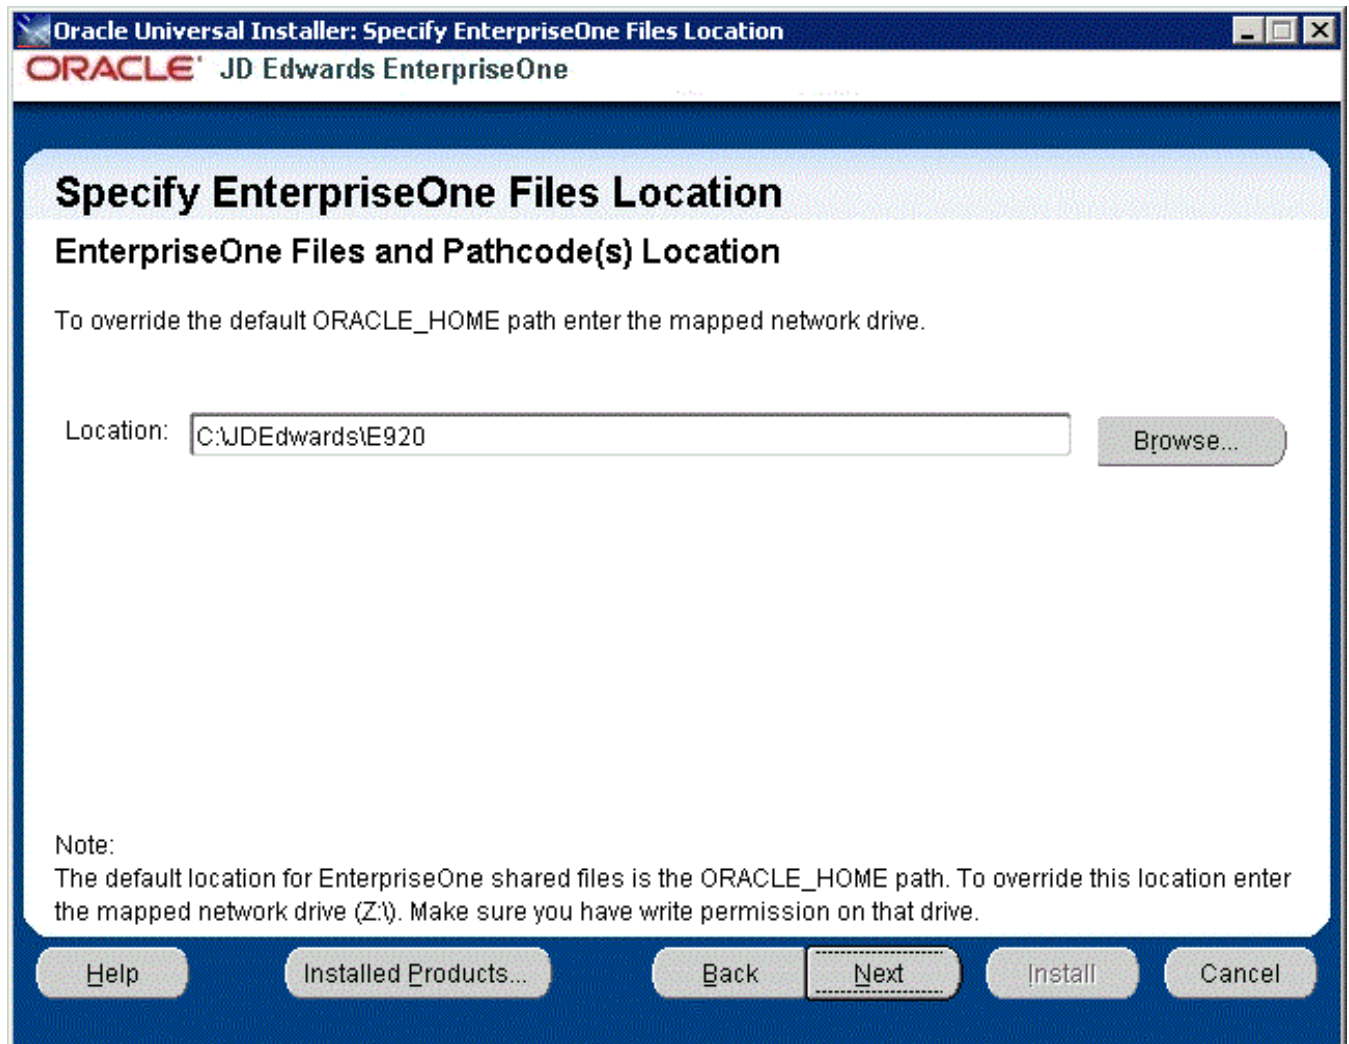 Oracle Universal Installer: Specify EnterpriseOne Files Location
ORACLE® JD Edwards EnterpriseOne
Specify EnterpriseOne Files Location
EnterpriseOne Files and Pathcode(s) Location
To override the default ORACLE_HOME path enter the mapped network drive.
Location: C:\JDEdwards\E920 Browse...
Note:
The default location for EnterpriseOne shared files is the ORACLE_HOME path. To override this location enter
the mapped network drive (Z:\). Make sure you have write permission on that drive.
Help Installed Products... Back Next Install Cancel